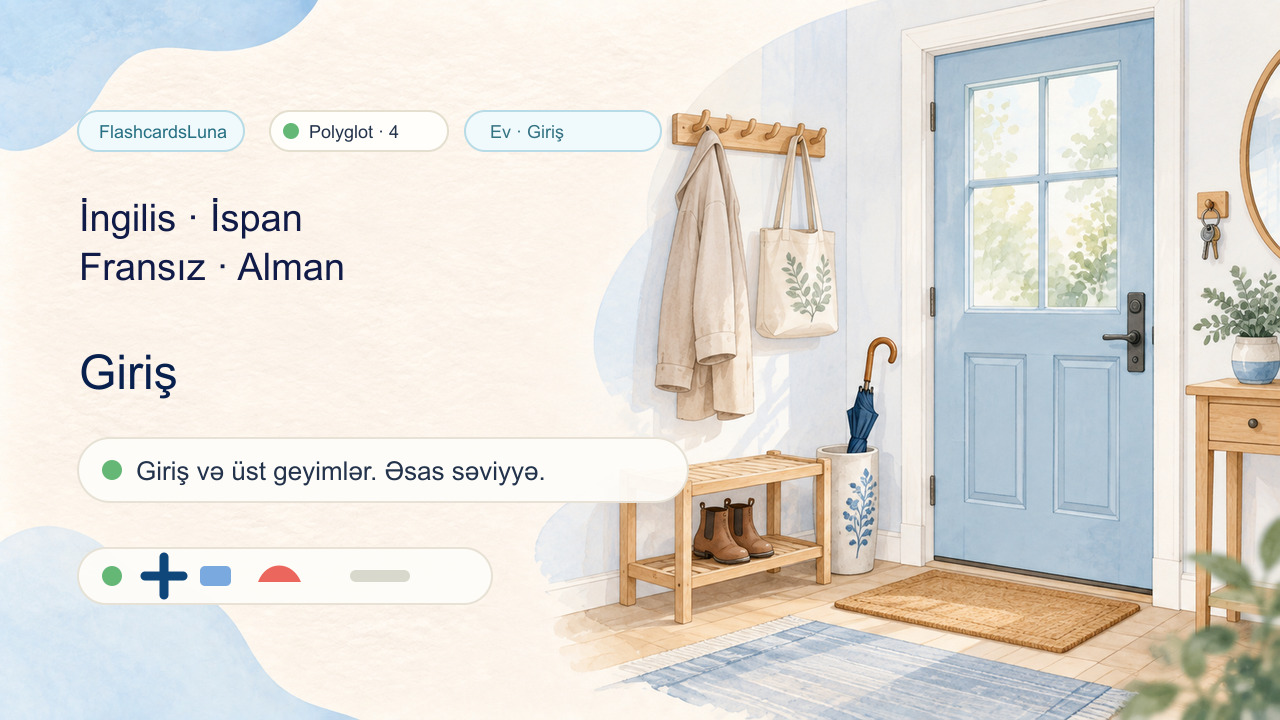 FlashcardsLuna
Polyglot · 4
Ev · Giriş
İngilis · İspan
Fransız · Alman
Giriş
Giriş və üst geyimlər. Əsas səviyyə.